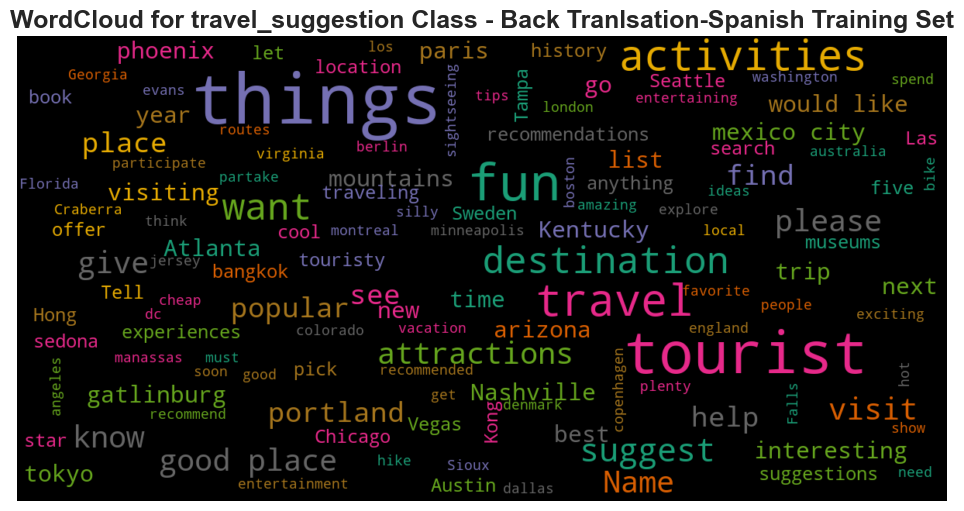 WordCloud for travel_suggestion Class - Back Tranlsation-Spanish Training Set
phoenix let los paris history activities
Georgia location Seattle washington spend
book evans things sightseeing tips Tampa go entertaining
year routes london would like
place virginia berlin recommendations mexico city Las
participate list search australia
Florida partake mountains fun boston anything find bike
visiting traveling amazing ideas five
Craberra want silly Sweden explore please
offer think cool montreal minneapolis Kentucky local museums
Atlanta
give jersey touristy destination trip
bangkok
Tell see time travel favorite next
Hong cheap popular new people exciting
dc
experiences colorado vacation arizona england
sedona tourist
manassas must attractions copenhagen hot
angeles soon good pick recommended plenty
gatlinburg get Nashville Falls
recommend portland Vegas Kong denmark help visit
star know Chicago best show
good place hike Sioux suggest interesting
tokyo entertainment Austin dallas Name suggestions need